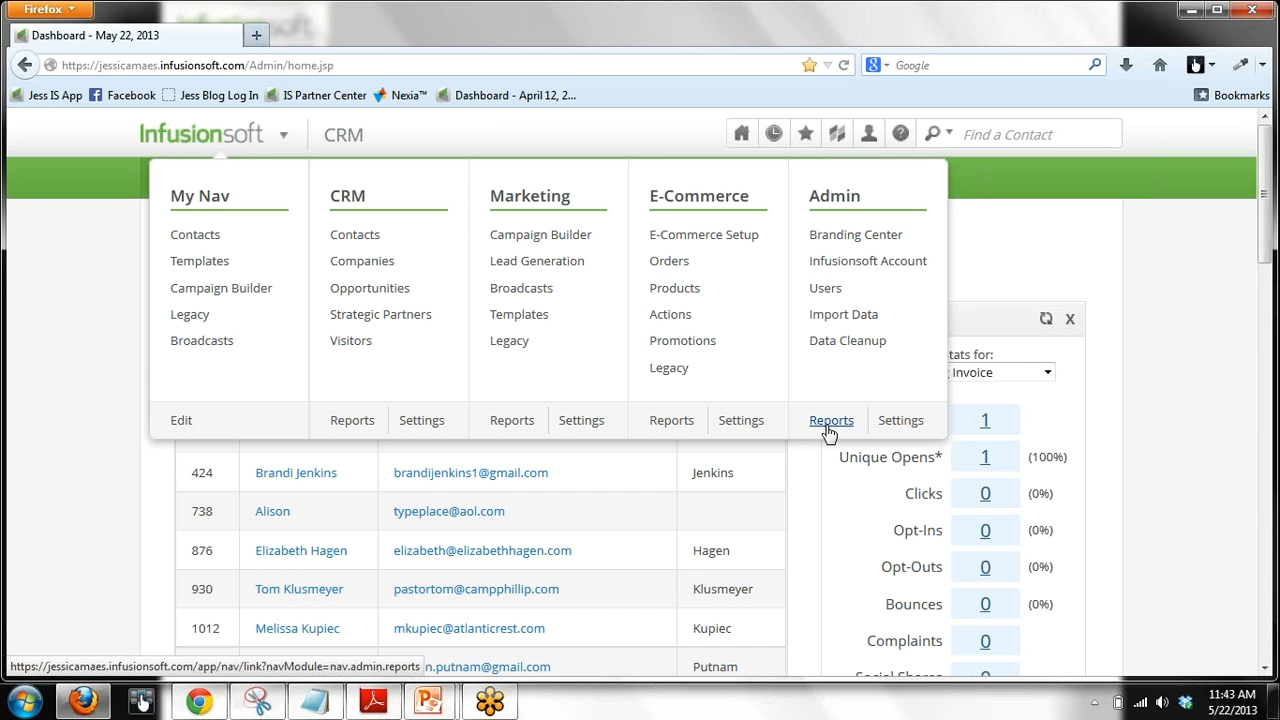 Firefox
Dashboard - May 22, 2013
https://jessicamaes.infusionsoft.com/Admin/home.jsp
Google
Jess IS App
Facebook
Jess Blog Log In
IS Partner Center
Nexia™
Dashboard - April 12, 2...
Bookmarks
Infusionsoft
CRM
Find a Contact
My Nav
Contacts
Templates
Campaign Builder
Legacy
Broadcasts
Edit
CRM
Contacts
Companies
Opportunities
Strategic Partners
Visitors
Reports
Settings
Marketing
Campaign Builder
Lead Generation
Broadcasts
Templates
Legacy
Reports
Settings
E-Commerce
E-Commerce Setup
Orders
Products
Actions
Promotions
Legacy
Reports
Settings
Admin
Branding Center
Infusionsoft Account
Users
Import Data
Data Cleanup
Reports
Settings
X
stats for:
Invoice
1
Unique Opens* 1 (100%)
Clicks 0 (0%)
Opt-Ins 0 (0%)
Opt-Outs 0 (0%)
Bounces 0 (0%)
Complaints 0
Social Shares
424 Brandi Jenkins brandijenkins1@gmail.com Jenkins
738 Alison typeplace@aol.com
876 Elizabeth Hagen elizabeth@elizabethhagen.com Hagen
930 Tom Klusmeyer pastortom@campphillip.com Klusmeyer
1012 Melissa Kupiec mkupiec@atlanticrest.com Kupiec
n.putnam@gmail.com Putnam
https://jessicamaes.infusionsoft.com/app/nav/link?navModule=nav.admin.reports
11:43 AM
5/22/2013